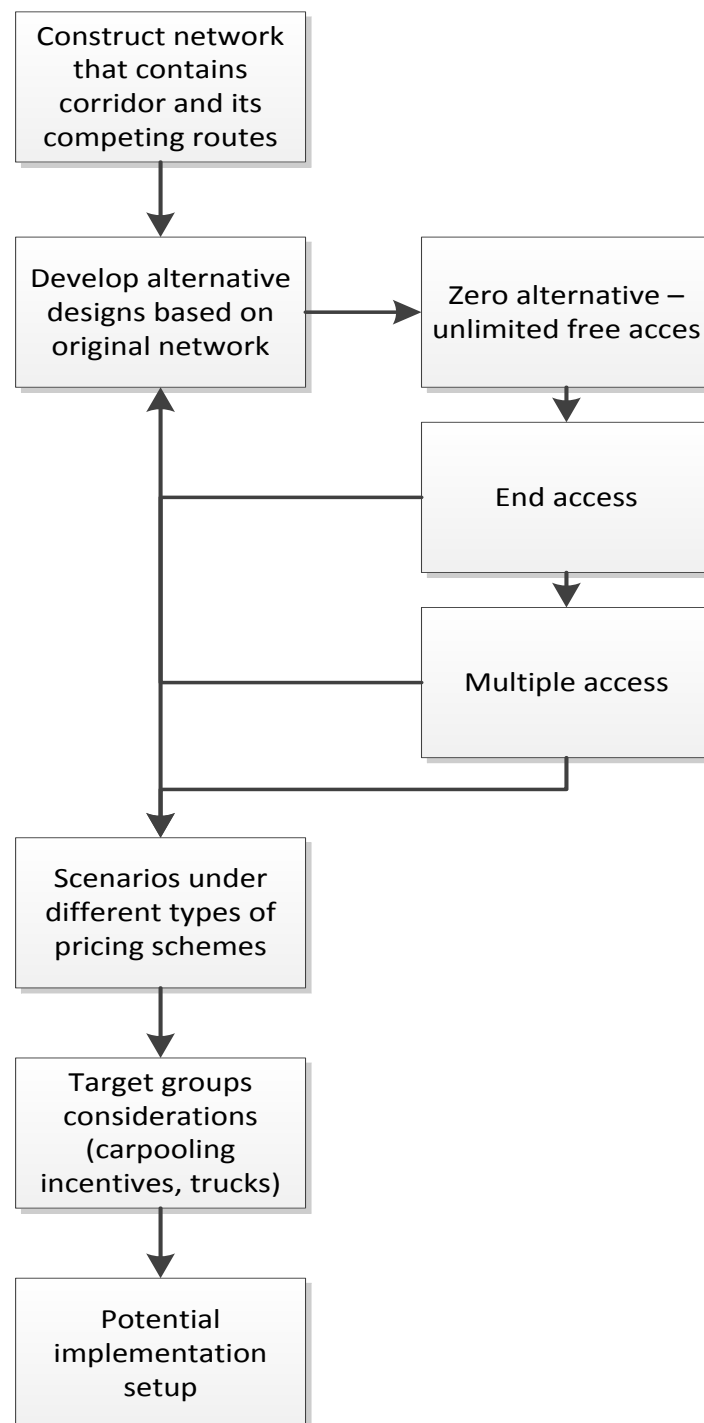 Construct network
that contains
corridor and its
competing routes
Develop alternative
designs based on
original network
Zero alternative –
unlimited free acces
End access
Multiple access
Scenarios under
different types of
pricing schemes
Target groups
considerations
(carpooling
incentives, trucks)
Potential
implementation
setup